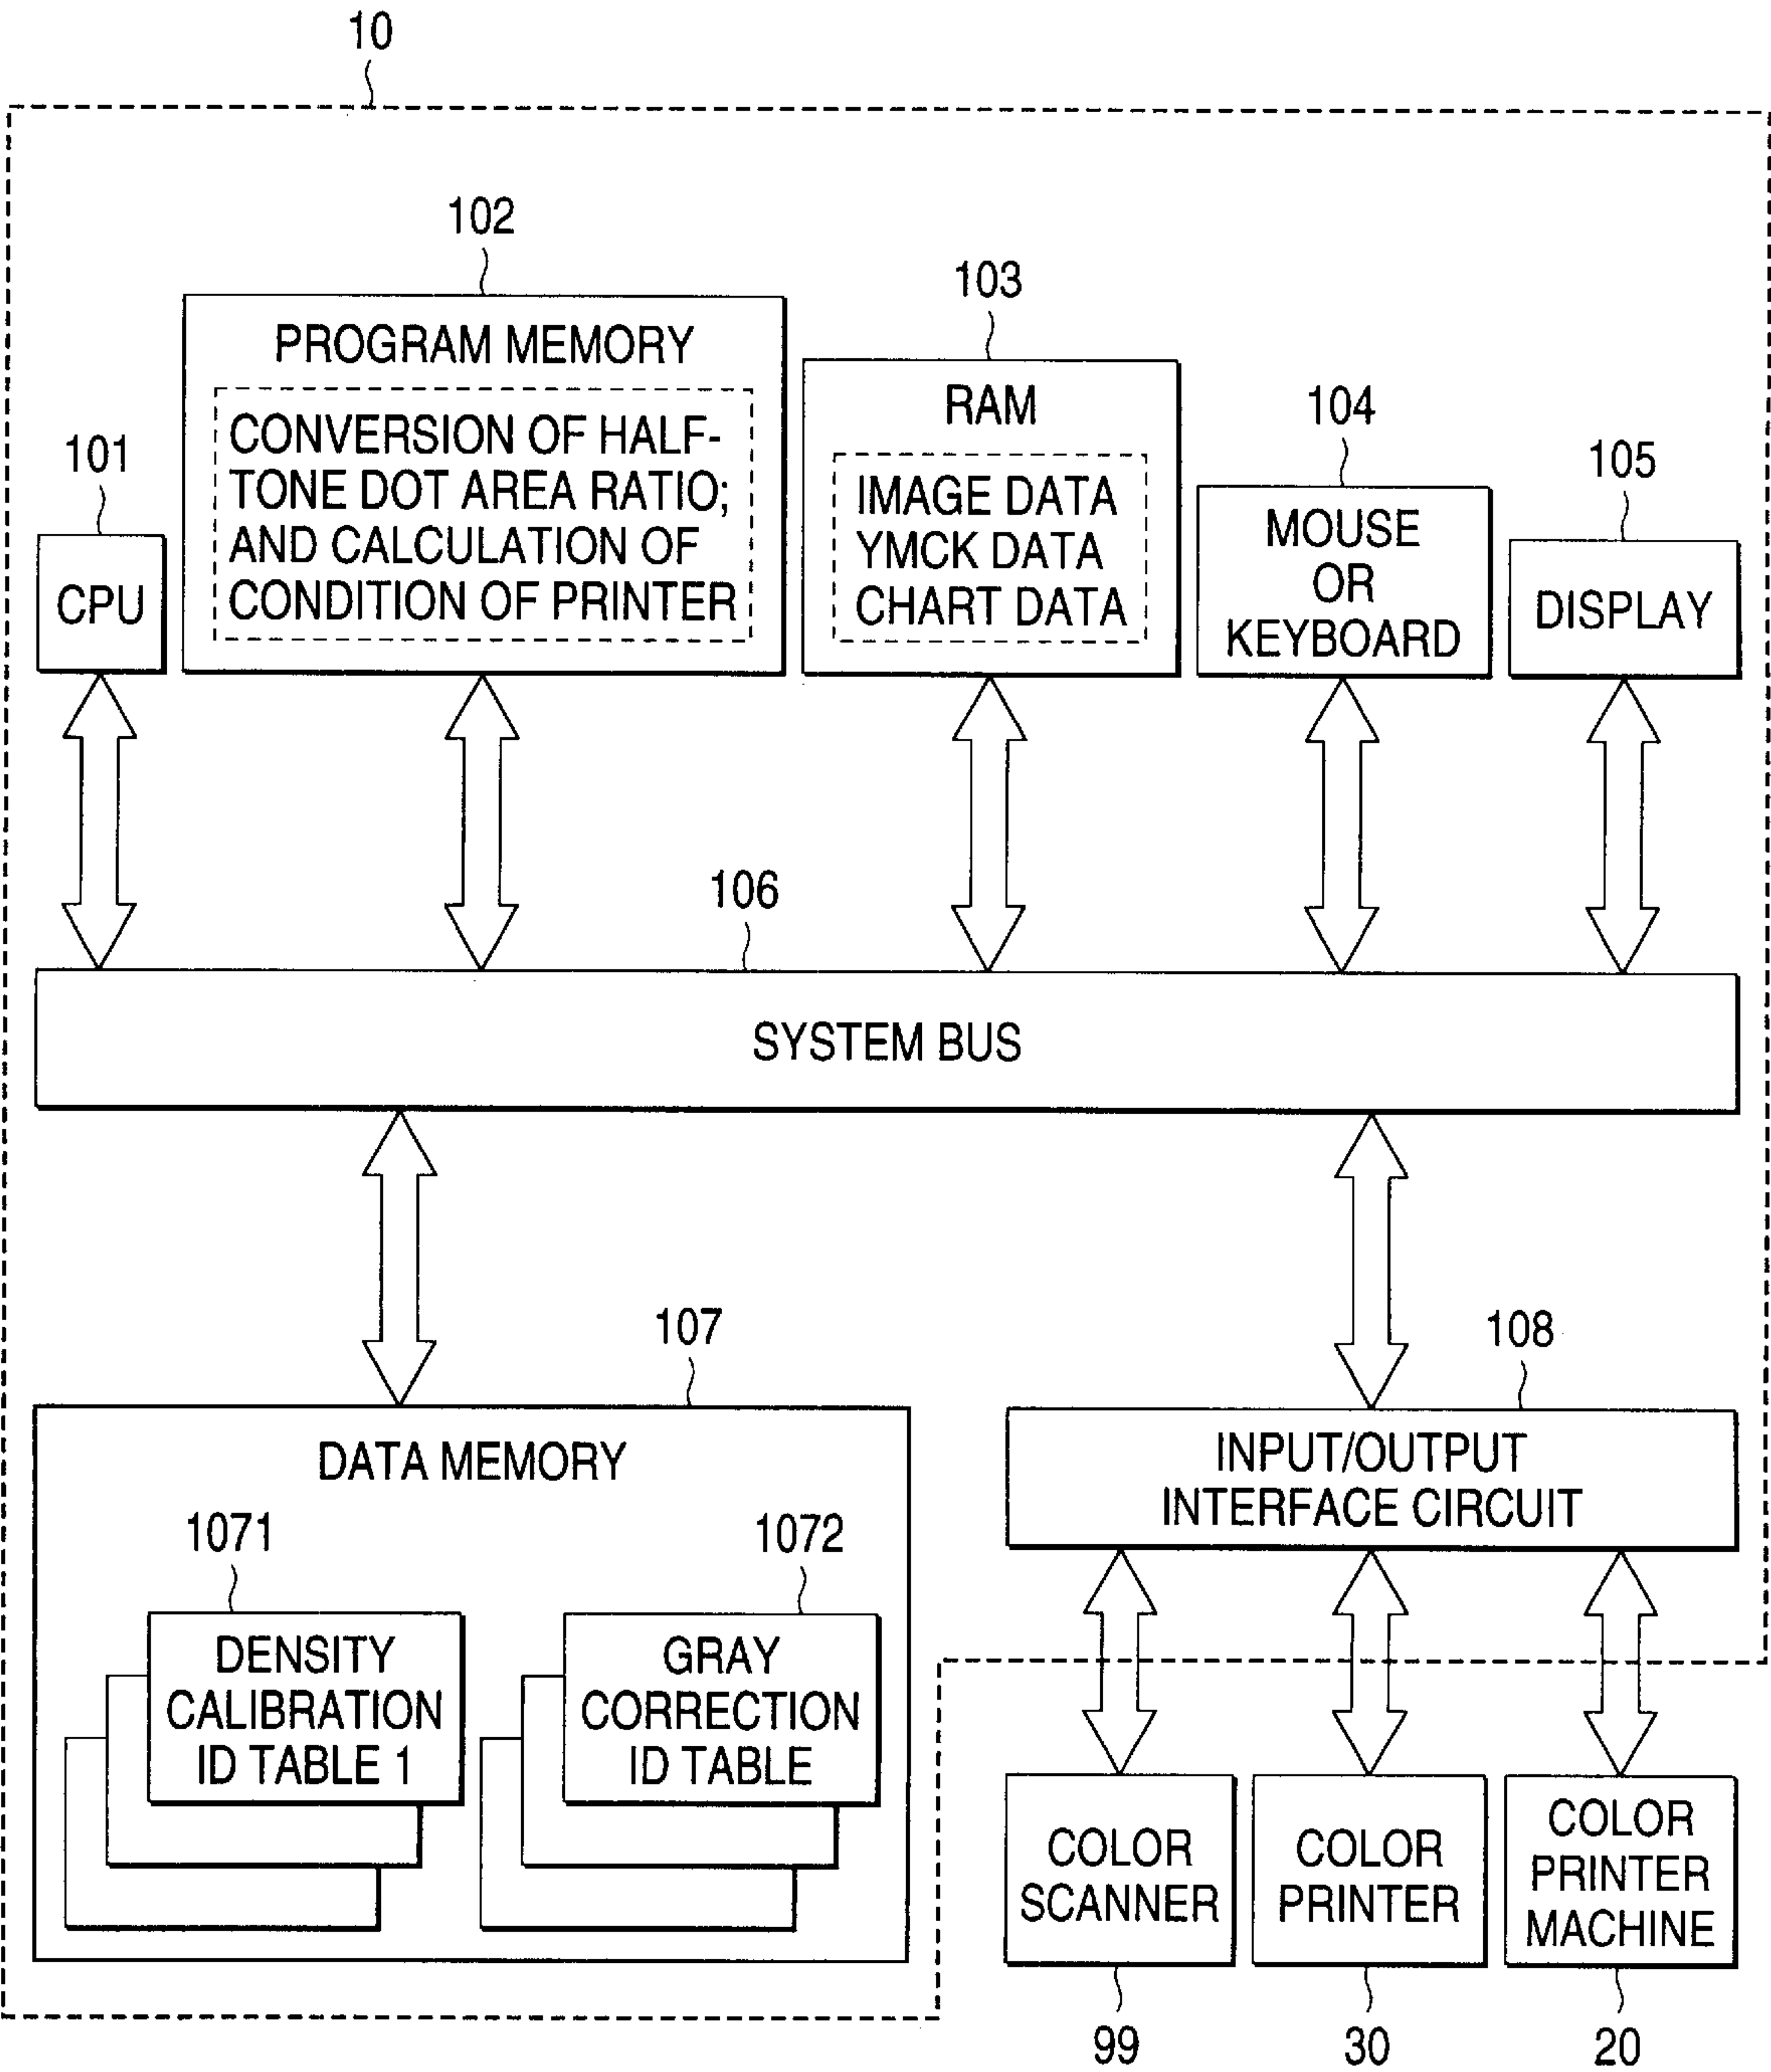 10
102
PROGRAM MEMORY
CONVERSION OF HALF-
TONE DOT AREA RATIO;
AND CALCULATION OF
CONDITION OF PRINTER
103
RAM
IMAGE DATA
YMCK DATA
CHART DATA
101
CPU
104
MOUSE
OR
KEYBOARD
105
DISPLAY
106
SYSTEM BUS
107
DATA MEMORY
1071
DENSITY
CALIBRATION
ID TABLE 1
1072
GRAY
CORRECTION
ID TABLE
108
INPUT/OUTPUT
INTERFACE CIRCUIT
COLOR
SCANNER
99
COLOR
PRINTER
30
COLOR
PRINTER
MACHINE
20